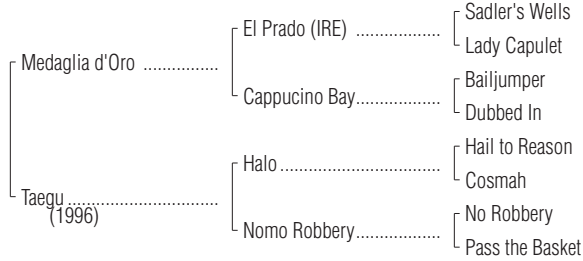 Sadler's Wells
El Prado (IRE) ..................
Lady Capulet
Medaglia d'Oro ................
Bailjumper
Cappucino Bay..................
Dubbed In
Hail to Reason
Halo ..................................
Cosmah
Taegu ................................
(1996)
No Robbery
Nomo Robbery..................
Pass the Basket